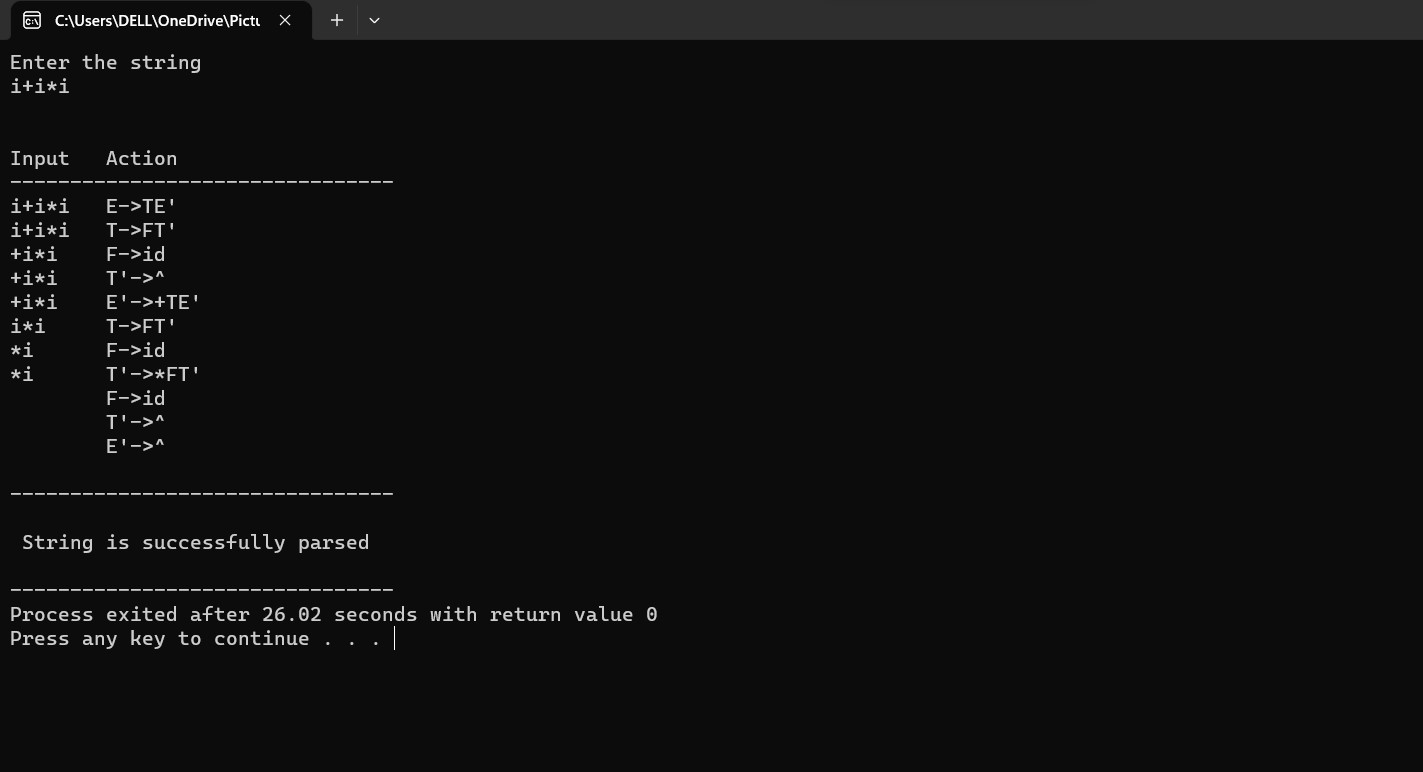 C:\Users\DELL\OneDrive\Pictu
Enter the string
i+i*i
Input   Action
--------------------------------
i+i*i   E->TE'
i+i*i   T->FT'
+i*i    F->id
+i*i    T'->^
+i*i    E'->+TE'
i*i     T->FT'
*i      F->id
*i      T'->*FT'
        F->id
        T'->^
        E'->^
--------------------------------
 String is successfully parsed
--------------------------------
Process exited after 26.02 seconds with return value 0
Press any key to continue . . .